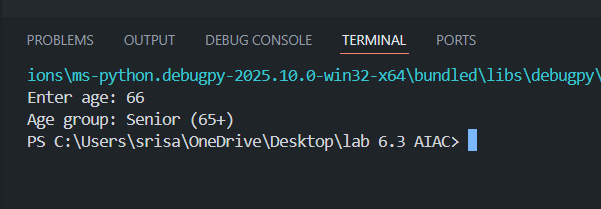 PROBLEMS OUTPUT DEBUG CONSOLE TERMINAL PORTS
ions\ms-python.debugpy-2025.10.0-win32-x64\bundled\libs\debugpy\
Enter age: 66
Age group: Senior (65+)
PS C:\Users\srisa\OneDrive\Desktop\lab 6.3 AIAC>